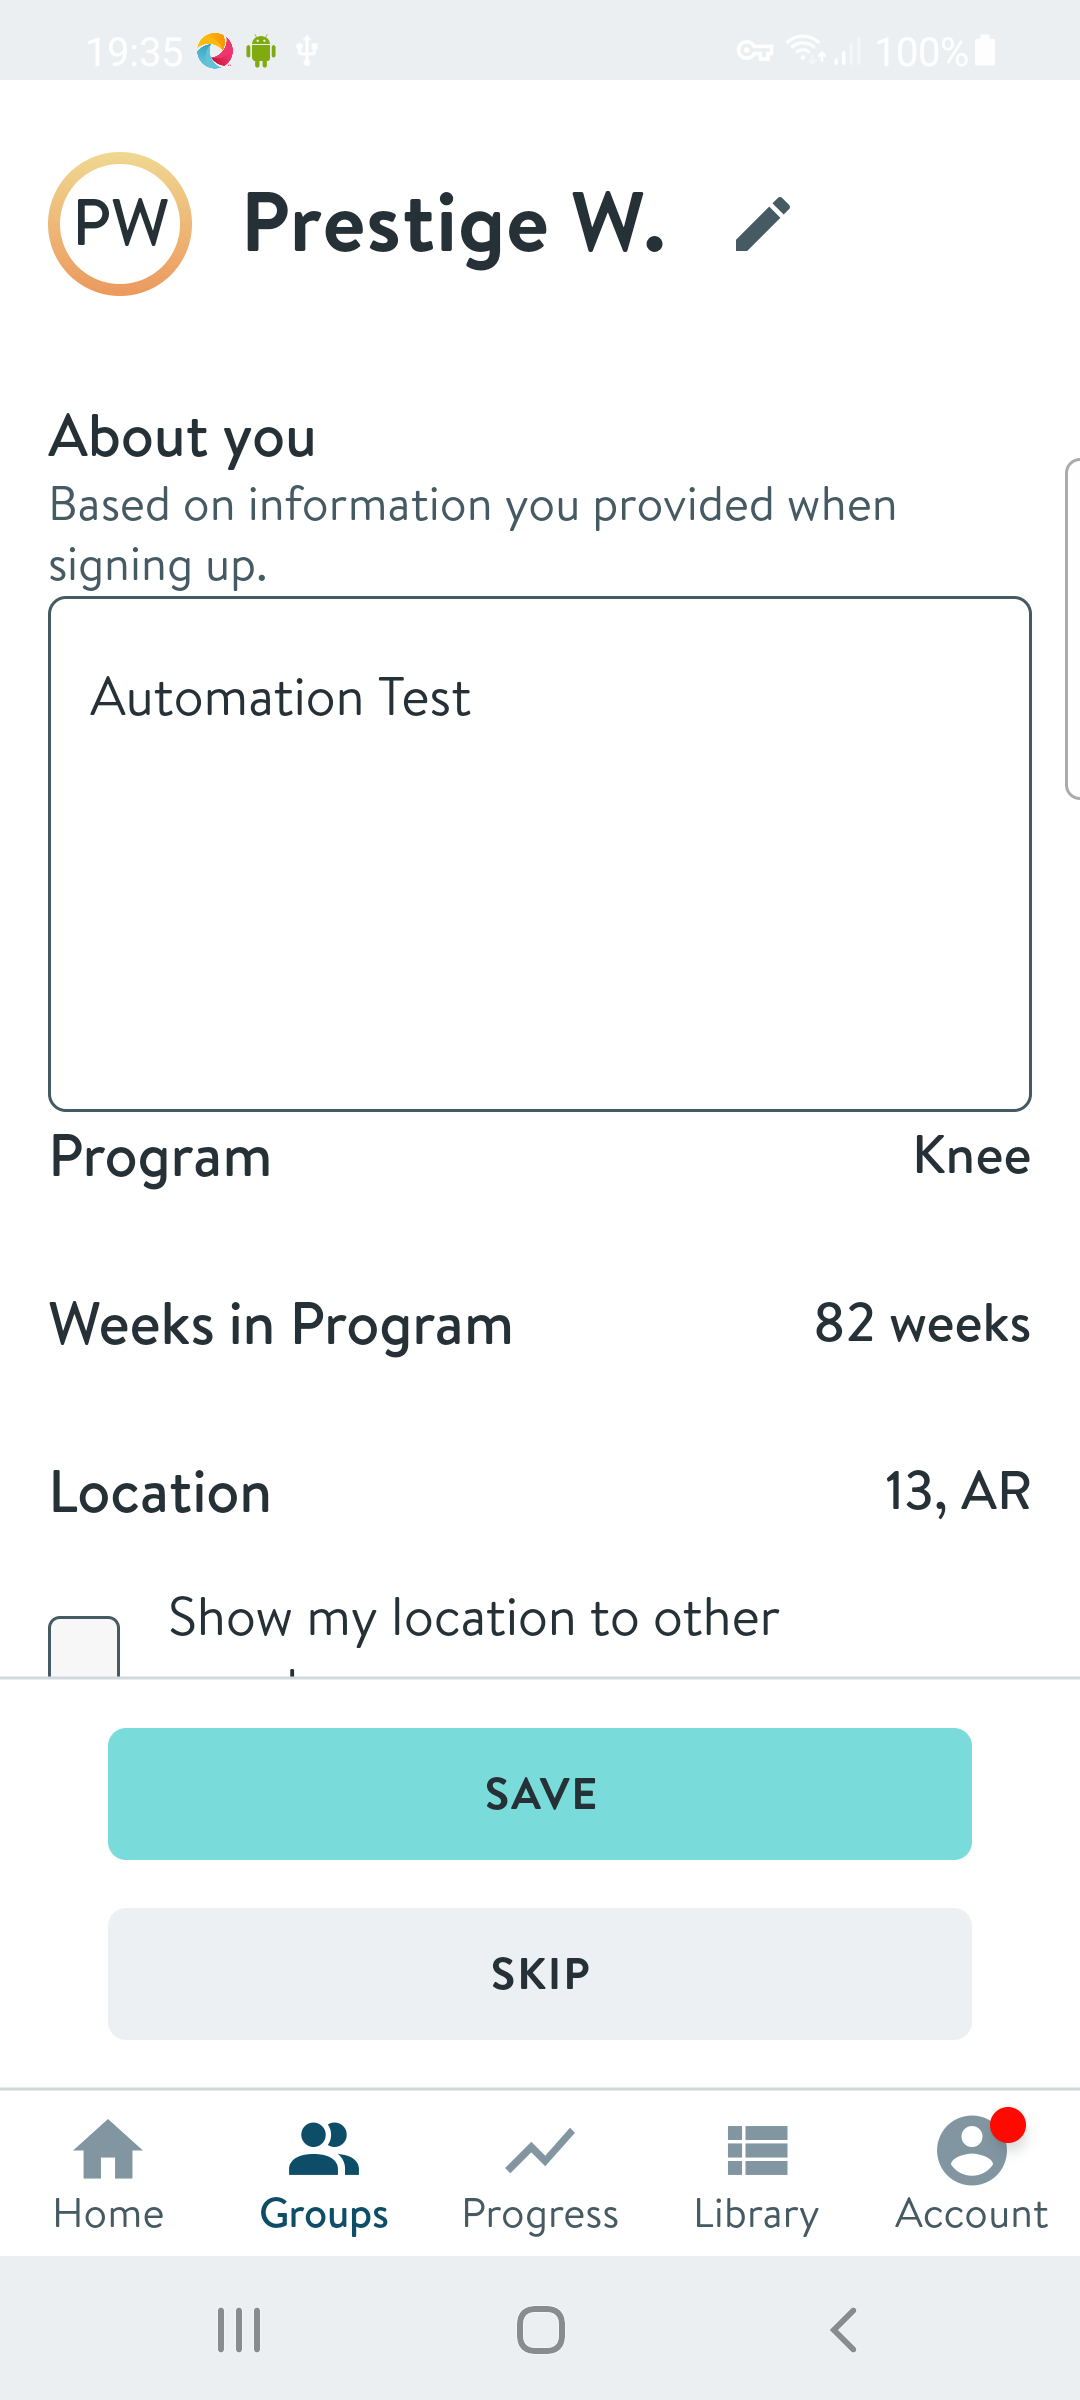 19:35 100%
PW Prestige W.
About you
Based on information you provided when
signing up.
Automation Test
Program Knee
Weeks in Program 82 weeks
Location 13, AR
Show my location to other
SAVE
SKIP
Home Groups Progress Library Account